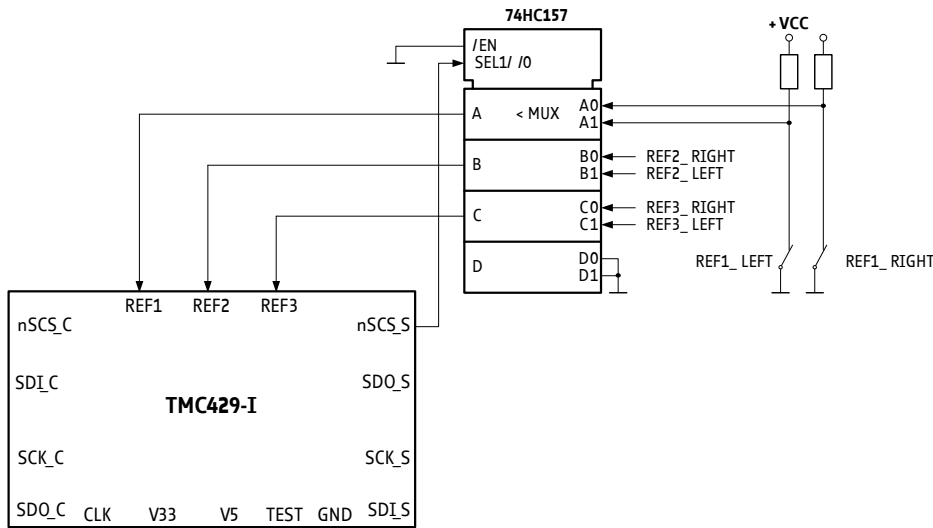 74HC157
+ VCC
/EN
SEL1/ /0
A
< MUX
A0
A1
B
B0
REF2_RIGHT
B1
REF2_LEFT
C
C0
REF3_RIGHT
C1
REF3_LEFT
D
D0
D1
REF1_LEFT
REF1_RIGHT
REF1
REF2
REF3
nSCS_C
nSCS_S
SDI_C
SDO_S
TMC429-I
SCK_C
SCK_S
SDO_C
CLK
V33
V5
TEST
GND
SDI_S